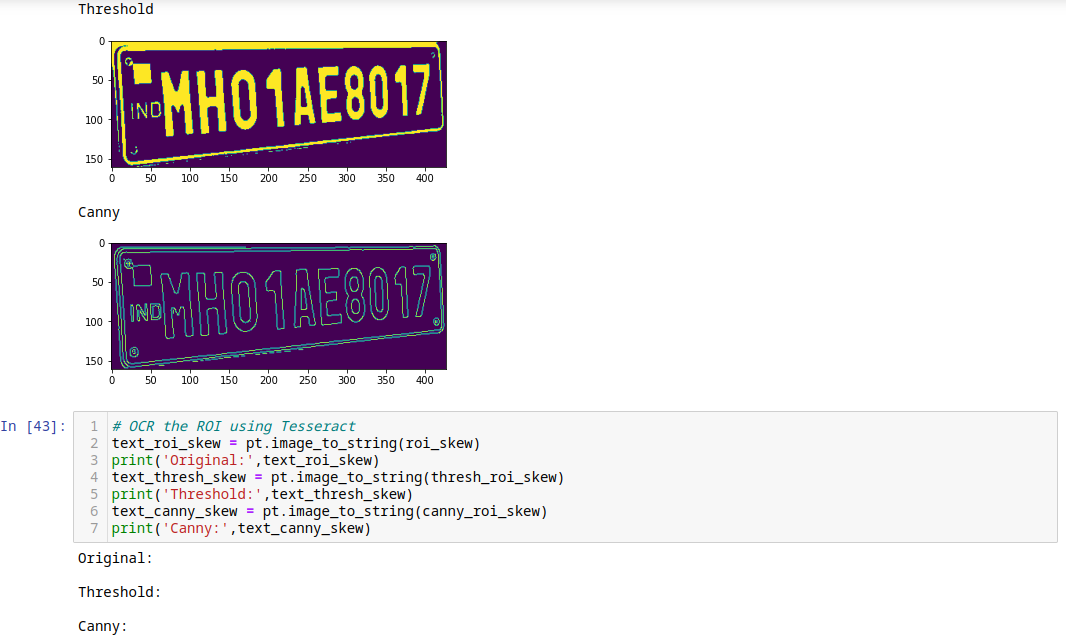 Threshold
0
50
100
150
IND MH01AE8017
0 50 100 150 200 250 300 350 400
Canny
0
50
100
150
IND MH01AE8017
0 50 100 150 200 250 300 350 400
In [43]:
1 # OCR the ROI using Tesseract
2 text_roi_skew = pt.image_to_string(roi_skew)
3 print('Original:',text_roi_skew)
4 text_thresh_skew = pt.image_to_string(thresh_roi_skew)
5 print('Threshold:',text_thresh_skew)
6 text_canny_skew = pt.image_to_string(canny_roi_skew)
7 print('Canny:',text_canny_skew)
Original:
Threshold:
Canny: